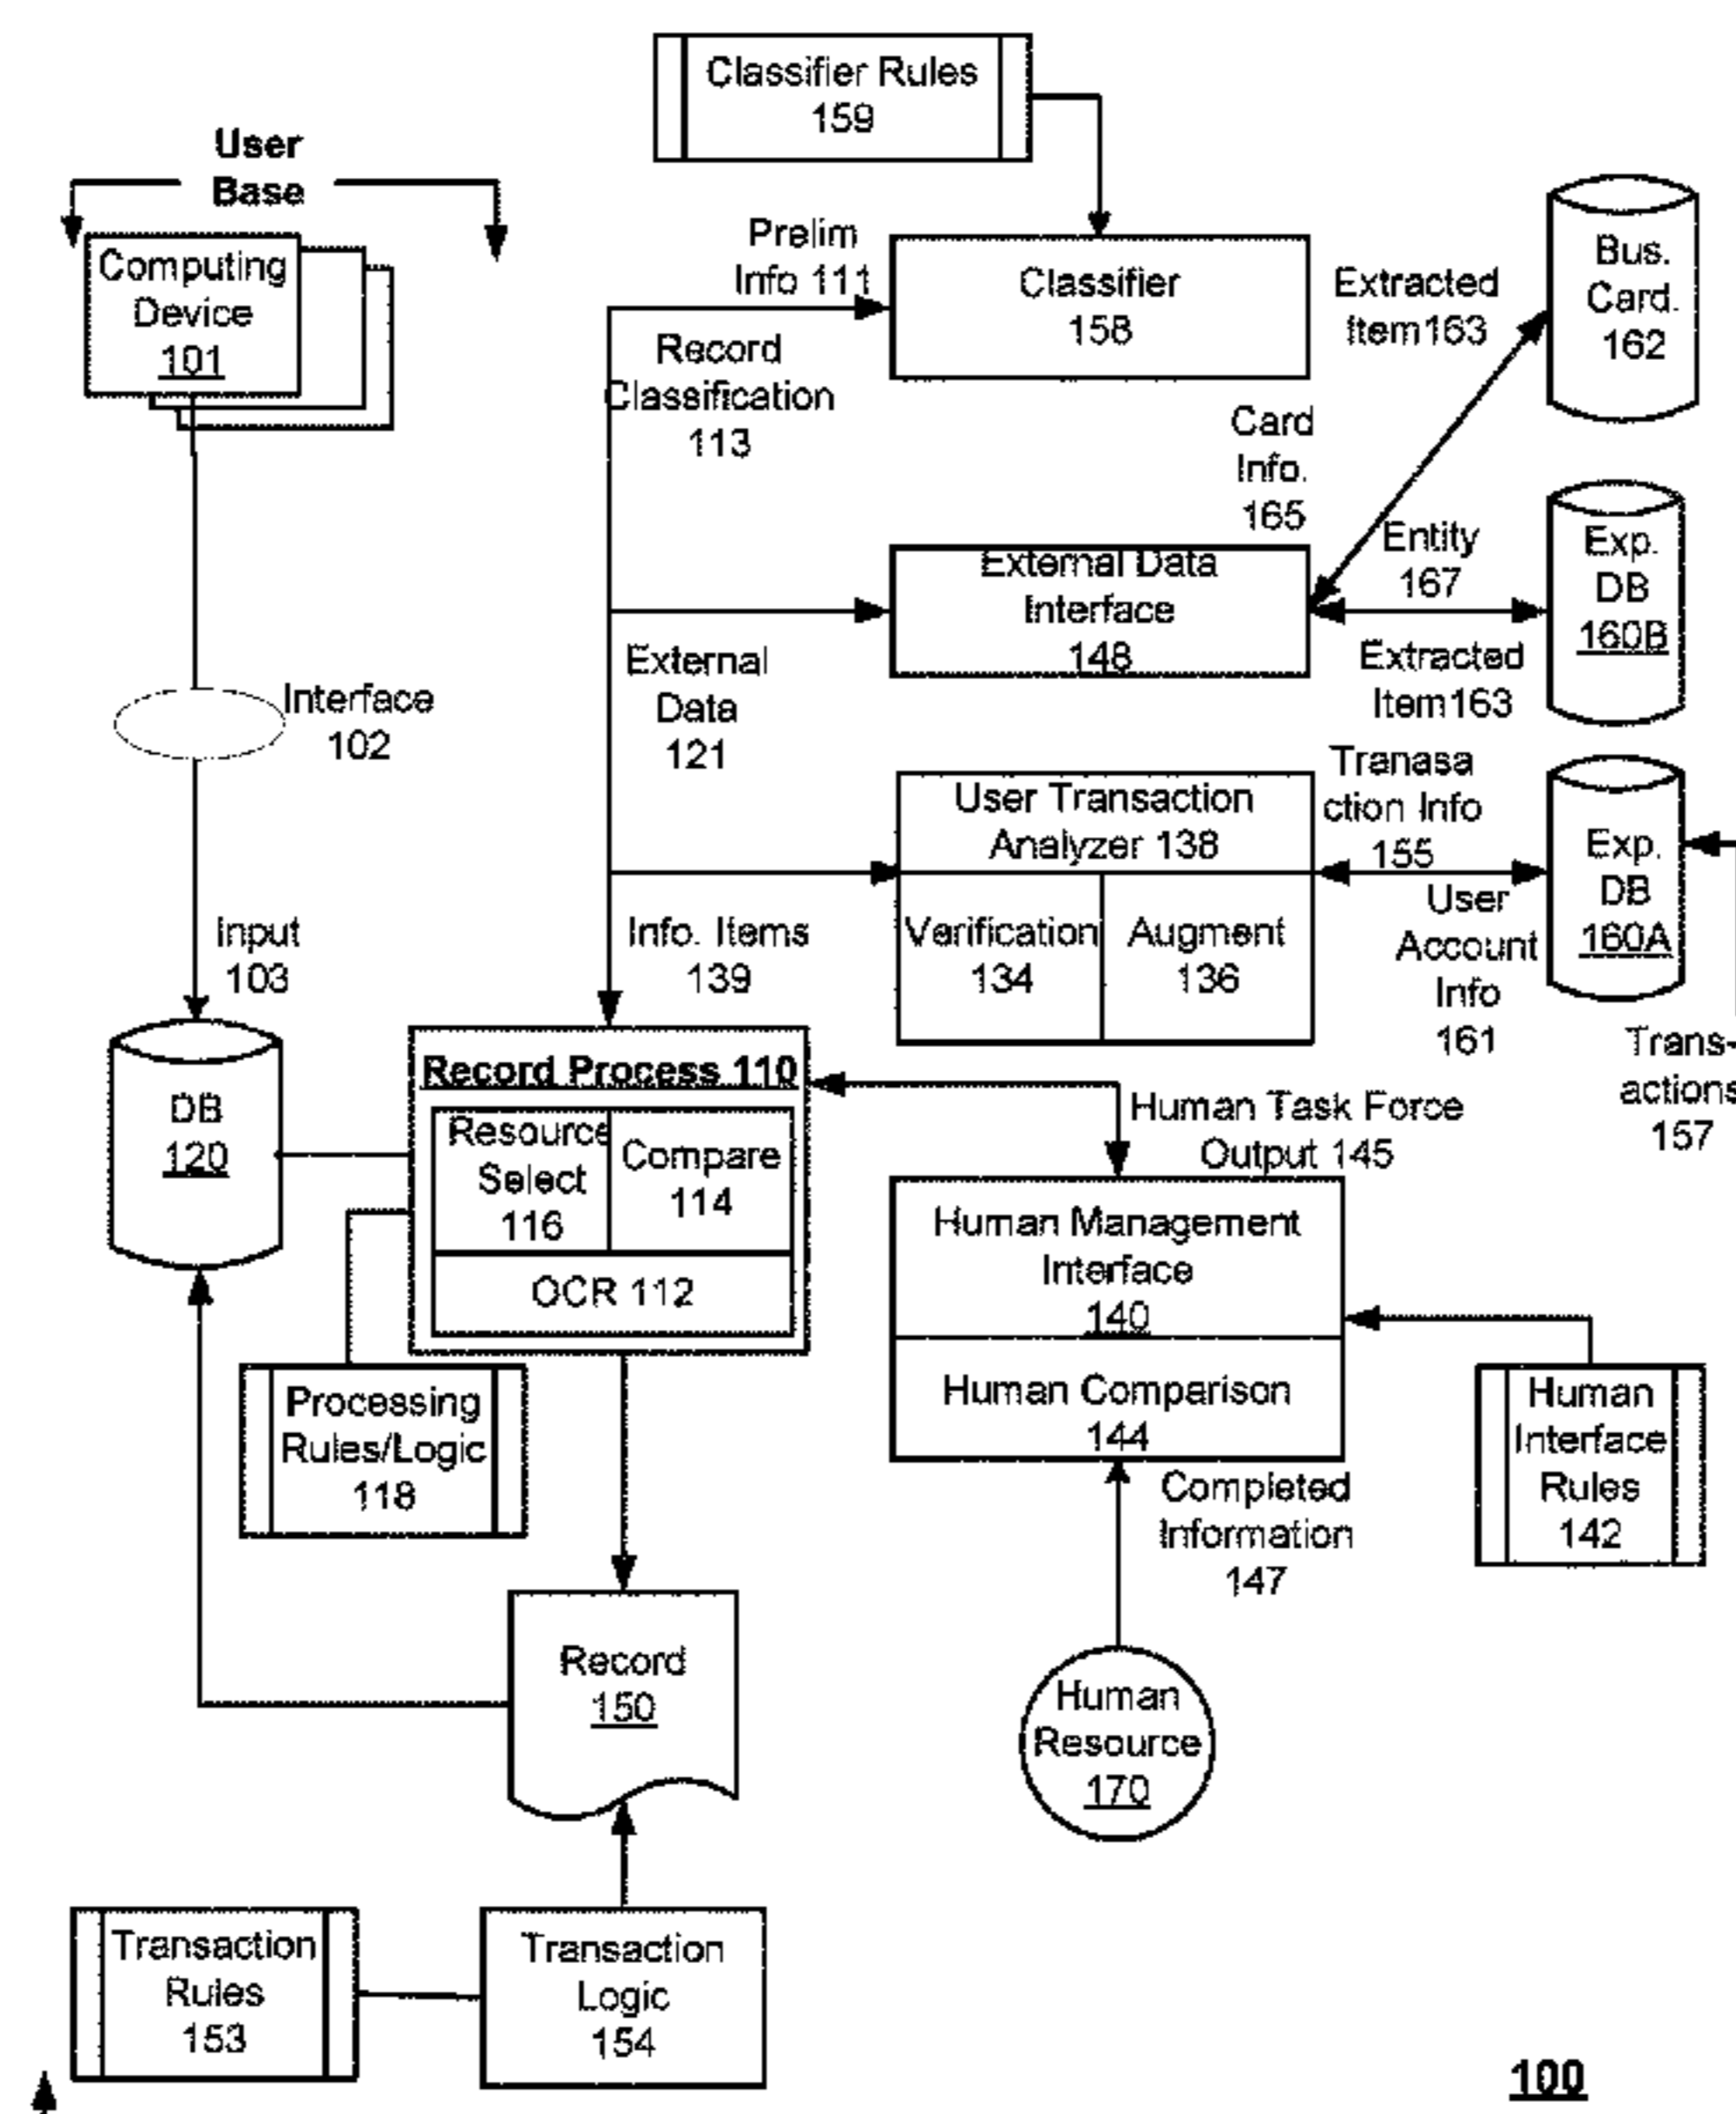 Classifier Rules
159
User
Base
Computing
Device
101
Prelim
Info 111
Classifier
158
Extracted
Item163
Bus.
Card.
162
Record
Classification
113
Card
Info.
165
External Data
Interface
148
Entity
167
Exp.
DB
160B
Extracted
Item163
External
Data
121
Interface
102
User Transaction
Analyzer 138
Tranasa
ction Info
155
Exp.
DB
160A
Verification
134
Augment
136
User
Account
Info
161
Info. Items
139
Input
103
Trans-
actions
157
DB
120
Record Process 110
Resource
Select
116
Compare
114
OCR 112
Human Task Force
Output 145
Human Management
Interface
140
Human Comparison
144
Processing
Rules/Logic
118
Human
Interface
Rules
142
Completed
Information
147
Record
150
Human
Resource
170
Transaction
Rules
153
Transaction
Logic
154
100